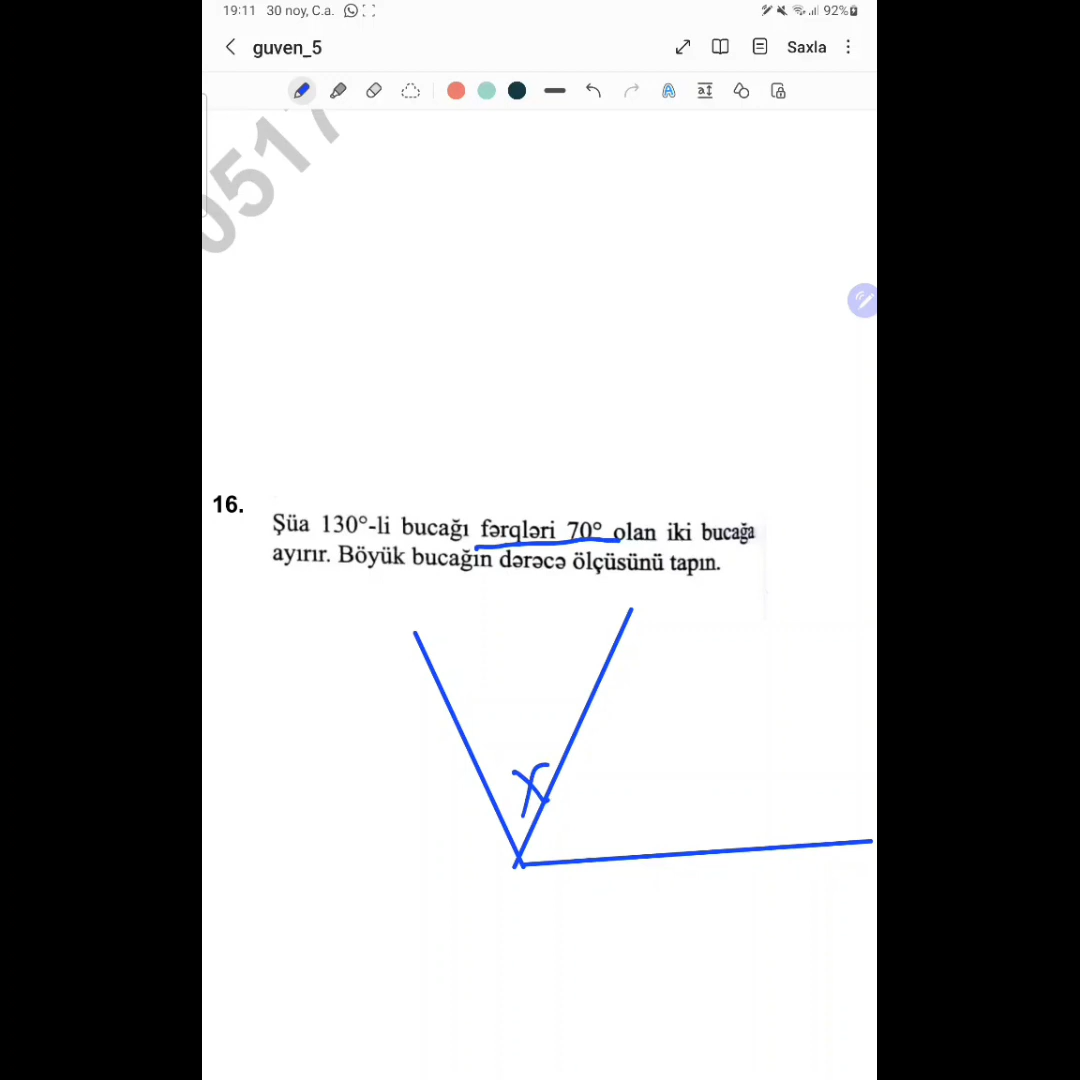 19:11 30 noy, C.a. 92%
guven_5
Saxla
0517
16.
Şüa 130°-li bucağı fərqləri 70° olan iki bucağa
ayırır. Böyük bucağın dərəcə ölçüsünü tapın.
x